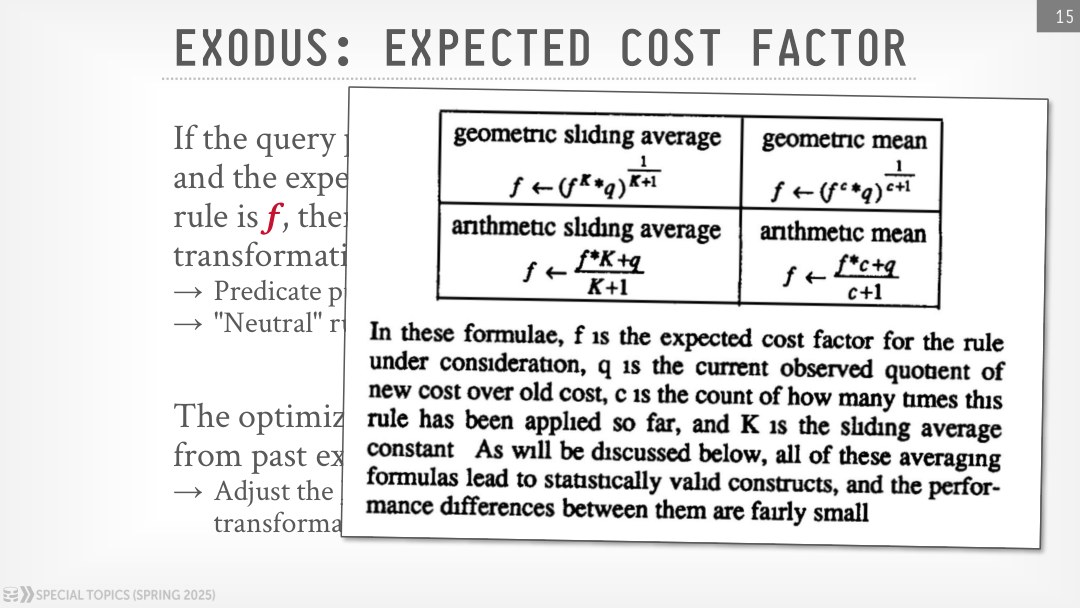 15
EXODUS: EXPECTED COST FACTOR
If the query
and the expe
rule is f, the
transformati
→ Predicate p
→ "Neutral" ru
The optimiz
from past ex
→ Adjust the
transforma
geometric sliding average
f ← (f^K*q)^(1/(K+1))
geometric mean
f ← (f^c*q)^(1/(c+1))
arithmetic sliding average
f ← (f*K+q)/(K+1)
arithmetic mean
f ← (f*c+q)/(c+1)
In these formulae, f is the expected cost factor for the rule
under consideration, q is the current observed quotient of
new cost over old cost, c is the count of how many times this
rule has been applied so far, and K is the sliding average
constant As will be discussed below, all of these averaging
formulas lead to statistically valid constructs, and the perfor-
mance differences between them are fairly small
SPECIAL TOPICS (SPRING 2025)